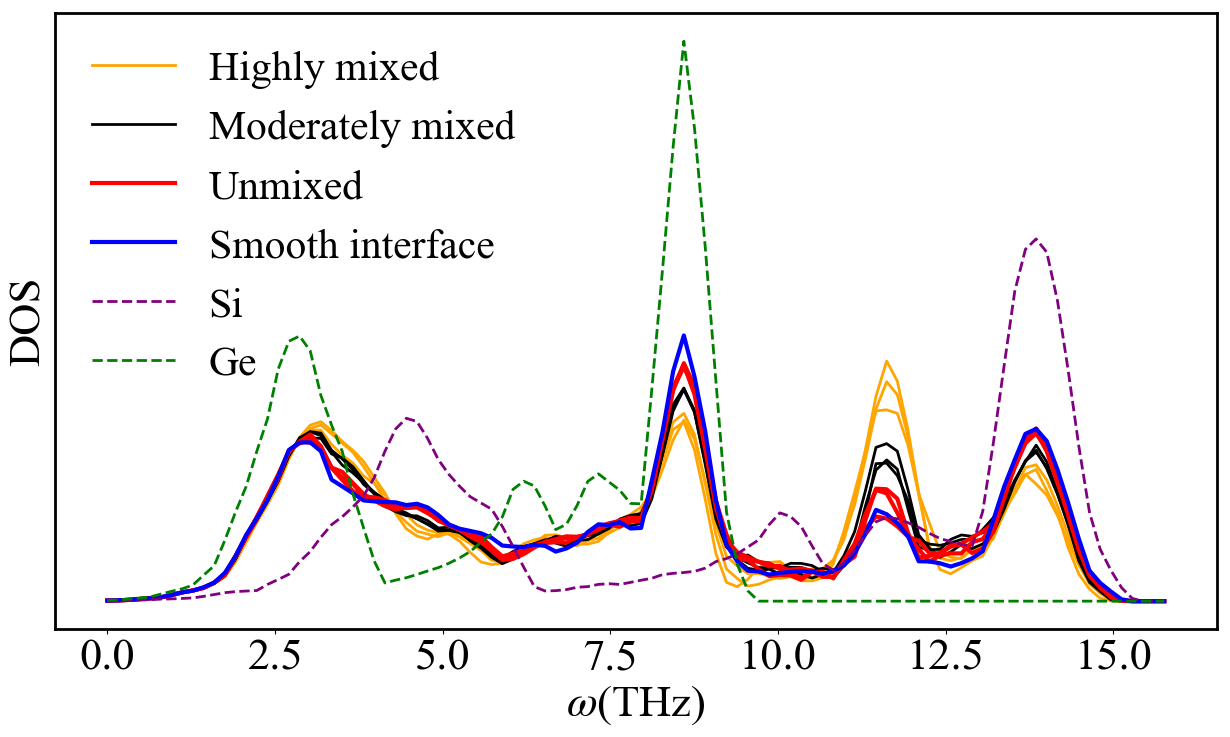 Highly mixed
Moderately mixed
Unmixed
Smooth interface
Si
Ge
DOS
0.0 2.5 5.0 7.5 10.0 12.5 15.0
ω(THz)